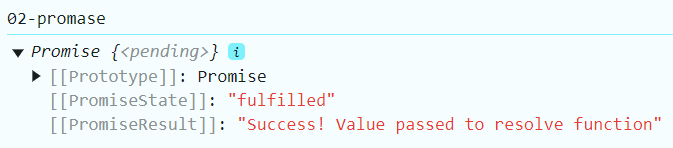 02-promase
Promise {<pending>} i
[[Prototype]]: Promise
[[PromiseState]]: "fulfilled"
[[PromiseResult]]: "Success! Value passed to resolve function"